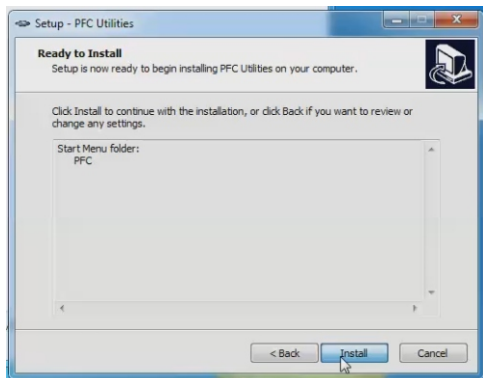 Setup - PFC Utilities
Ready to Install
Setup is now ready to begin installing PFC Utilities on your computer.
Click Install to continue with the installation, or click Back if you want to review or
change any settings.
Start Menu folder:
PFC
< Back
Install
Cancel